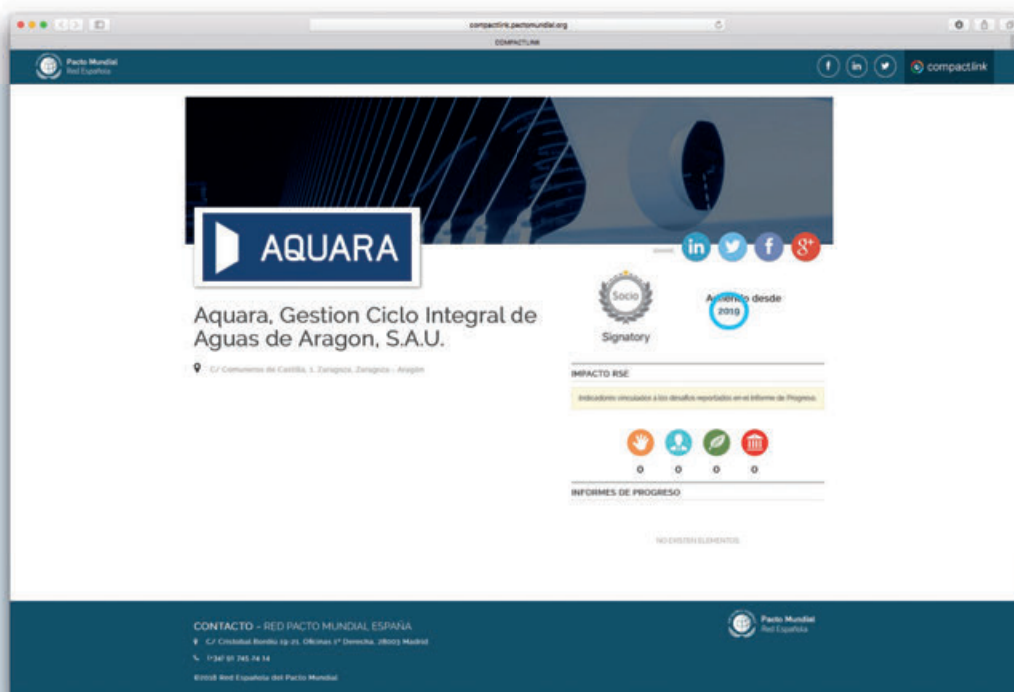 compactlink.pactomundial.org
COMPACTLINK
Pacto Mundial
Red Española
f in
compactlink
AQUARA
in f g+
Aquara, Gestion Ciclo Integral de
Aguas de Aragon, S.A.U.
C/ Comuneros de Castilla, 1. Zaragoza, Zaragoza - Aragón
Socio
Signatory
desde
2019
IMPACTO RSE
Indicadores vinculados a los desafíos reportados en el Informe de Progreso.
0 0 0 0
INFORMES DE PROGRESO
NO EXISTEN ELEMENTOS
CONTACTO - RED PACTO MUNDIAL ESPAÑA
C/ Cristobal Bordiú 19-21, Oficinas 1º Derecha, 28003 Madrid
(+34) 91 745 24 14
©2018 Red Española del Pacto Mundial
Pacto Mundial
Red Española